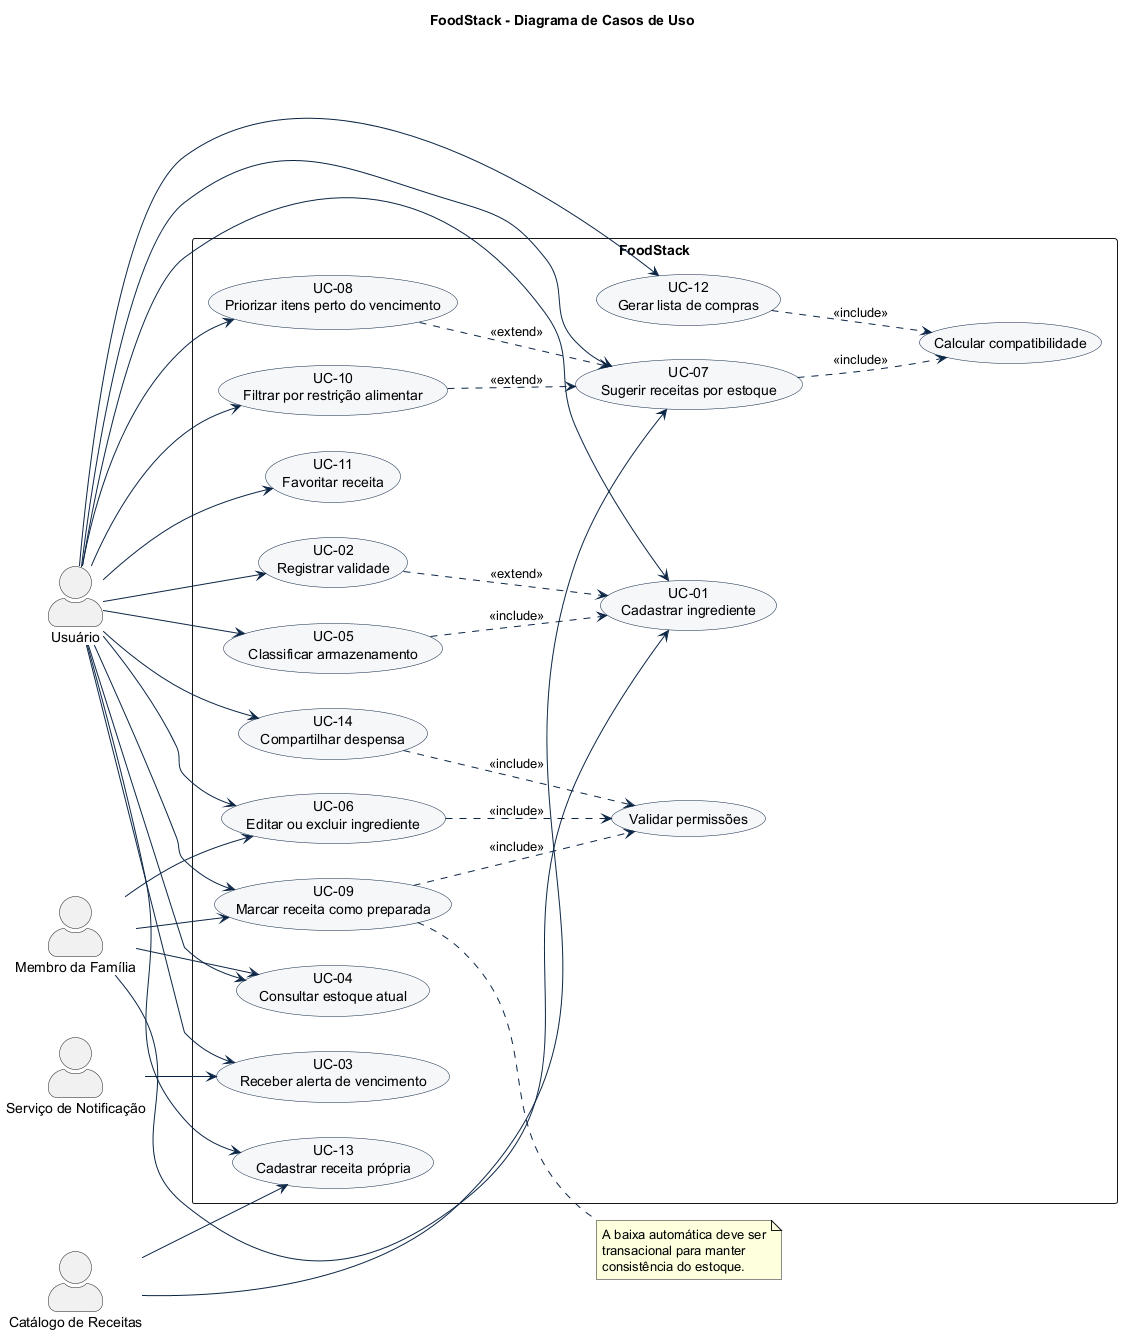 FoodStack - Diagrama de Casos de Uso
FoodStack
UC-08
Priorizar itens perto do vencimento
UC-12
Gerar lista de compras
«include»
Calcular compatibilidade
«extend»
«include»
UC-10
Filtrar por restrição alimentar
«extend»
UC-07
Sugerir receitas por estoque
UC-11
Favoritar receita
UC-02
Registrar validade
«extend»
UC-01
Cadastrar ingrediente
Usuário
UC-05
Classificar armazenamento
«include»
UC-14
Compartilhar despensa
«include»
UC-06
Editar ou excluir ingrediente
«include»
Validar permissões
«include»
UC-09
Marcar receita como preparada
Membro da Família
UC-04
Consultar estoque atual
UC-03
Receber alerta de vencimento
Serviço de Notificação
UC-13
Cadastrar receita própria
A baixa automática deve ser
transacional para manter
consistência do estoque.
Catálogo de Receitas